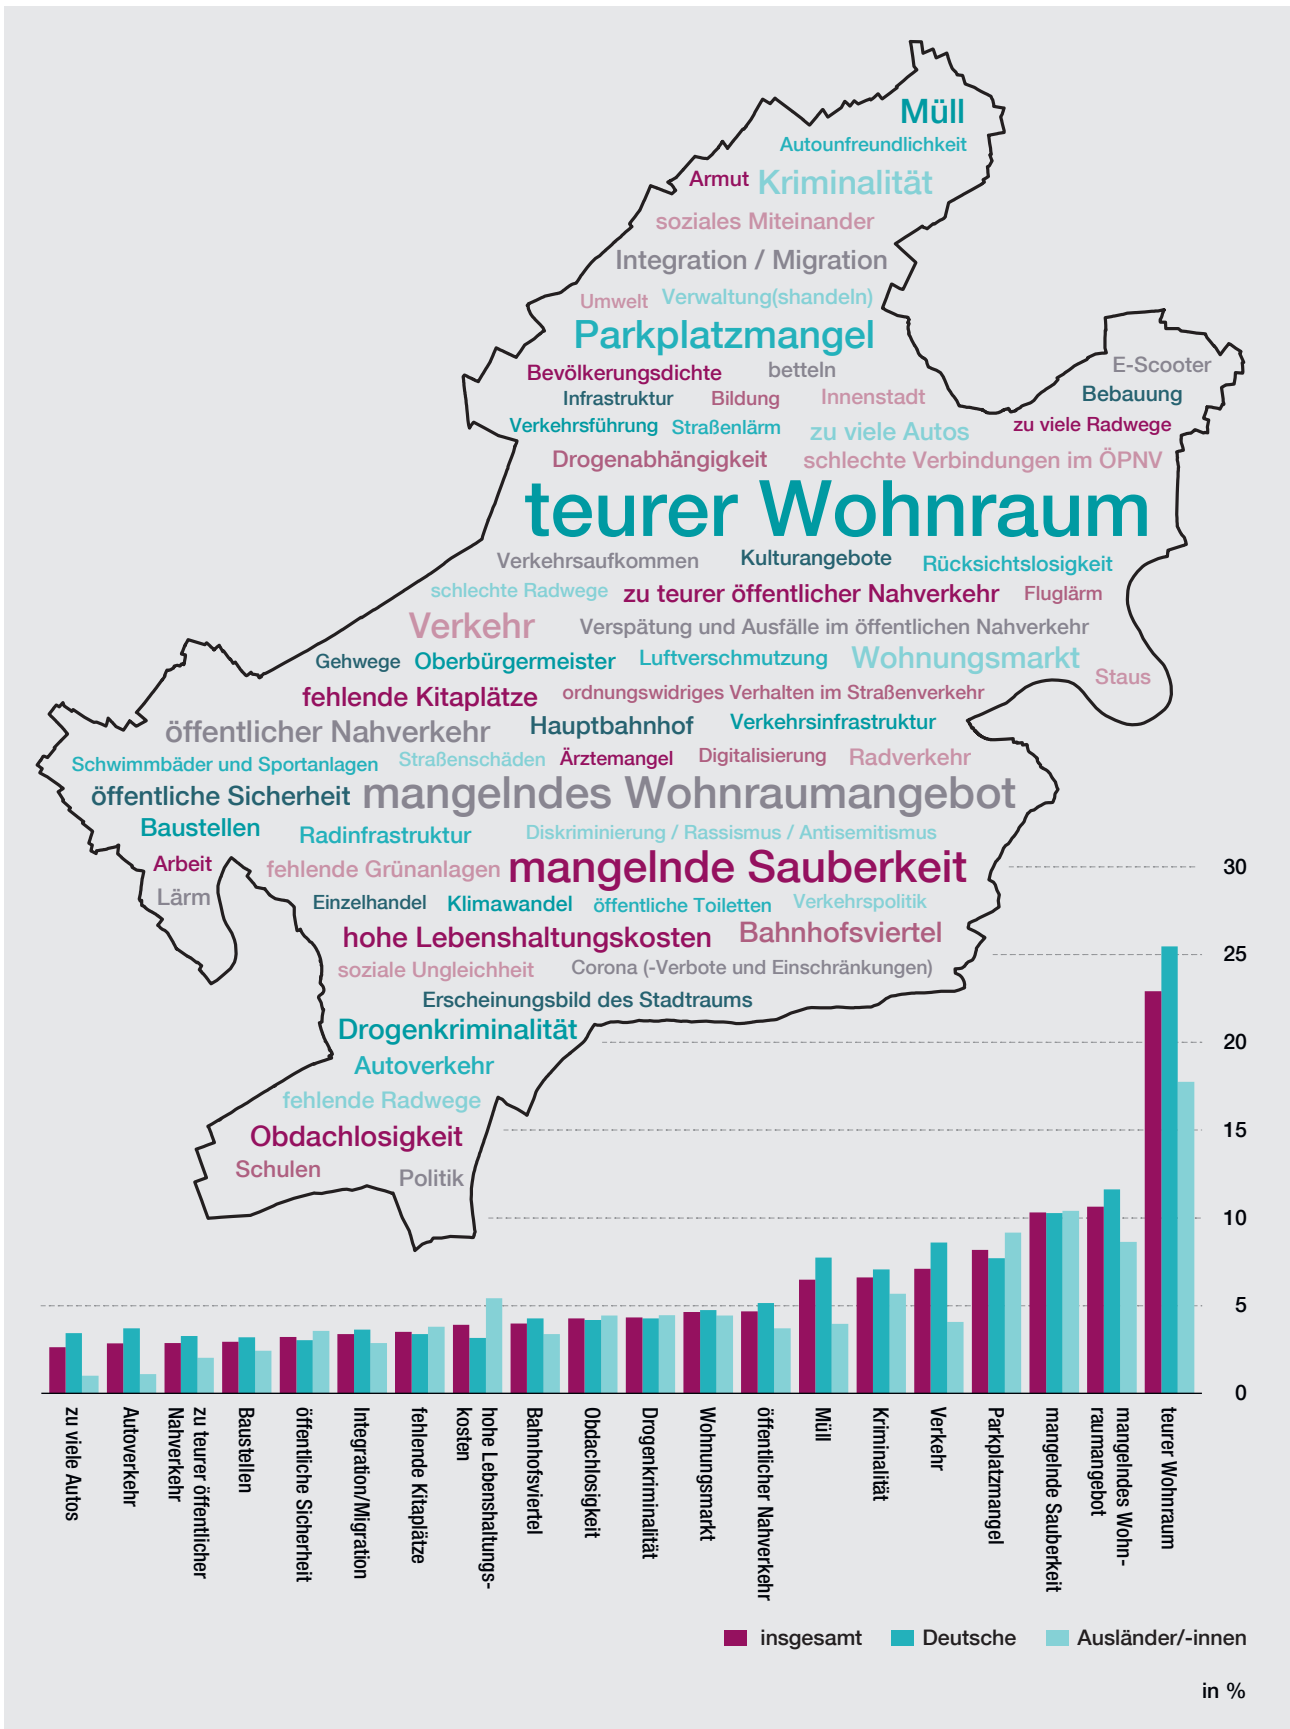 Müll
Autounfreundlichkeit
Armut Kriminalität
soziales Miteinander
Integration / Migration
Umwelt Verwaltung(shandeln)
Parkplatzmangel
E-Scooter
Bevölkerungsdichte betteln
Infrastruktur Bildung Innenstadt Bebauung
Verkehrsführung Straßenlärm zu viele Autos zu viele Radwege
Drogenabhängigkeit schlechte Verbindungen im ÖPNV
teurer Wohnraum
Verkehrsaufkommen Kulturangebote Rücksichtslosigkeit
schlechte Radwege zu teurer öffentlicher Nahverkehr Fluglärm
Verkehr Verspätung und Ausfälle im öffentlichen Nahverkehr
Gehwege Oberbürgermeister Luftverschmutzung Wohnungsmarkt
Staus
fehlende Kitaplätze ordnungswidriges Verhalten im Straßenverkehr
öffentlicher Nahverkehr Hauptbahnhof Verkehrsinfrastruktur
Schwimmbäder und Sportanlagen Straßenschäden Ärztemangel Digitalisierung Radverkehr
öffentliche Sicherheit mangelndes Wohnraumangebot
Baustellen Radinfrastruktur Diskriminierung / Rassismus / Antisemitismus
Arbeit fehlende Grünanlagen mangelnde Sauberkeit
Lärm Einzelhandel Klimawandel öffentliche Toiletten Verkehrspolitik
hohe Lebenshaltungskosten Bahnhofsviertel
soziale Ungleichheit Corona (-Verbote und Einschränkungen)
Erscheinungsbild des Stadtraums
Drogenkriminalität
Autoverkehr
fehlende Radwege
Obdachlosigkeit
Schulen Politik
30
25
20
15
10
5
0
zu viele Autos
Autoverkehr
zu teurer öffentlicher
Nahverkehr
Baustellen
öffentliche Sicherheit
Integration/Migration
fehlende Kitaplätze
hohe Lebenshaltungs-
kosten
Bahnhofsviertel
Obdachlosigkeit
Drogenkriminalität
Wohnungsmarkt
öffentlicher Nahverkehr
Müll
Kriminalität
Verkehr
Parkplatzmangel
mangelnde Sauberkeit
mangelndes Wohn-
raumangebot
teurer Wohnraum
insgesamt Deutsche Ausländer/-innen
in %